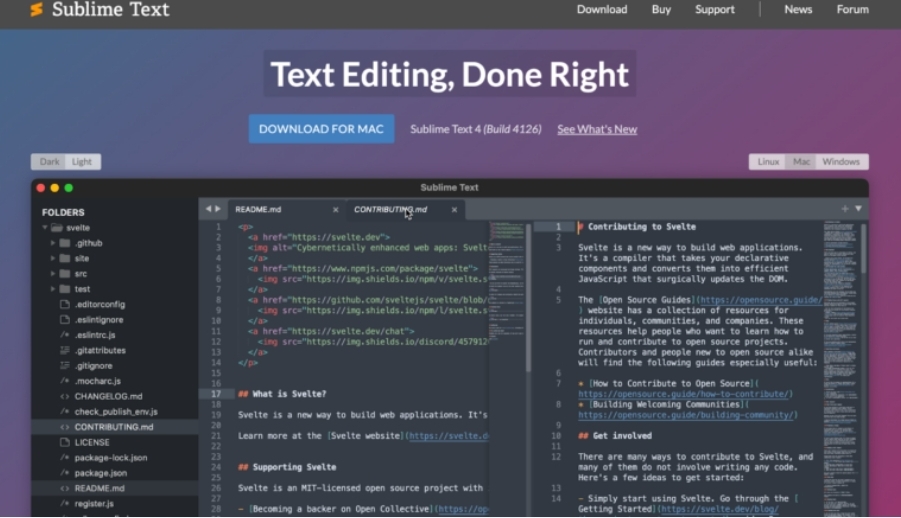 Sublime Text
Download
Buy
Support
News
Forum
Text Editing, Done Right
DOWNLOAD FOR MAC
Sublime Text 4 (Build 4126)
See What's New
Dark
Light
Linux
Mac
Windows
Sublime Text
FOLDERS
svelte
.github
site
src
test
.editorconfig
.eslintignore
.eslintrc.js
.gitattributes
.gitignore
.mocharc.js
CHANGELOG.md
check_publish_env.js
CONTRIBUTING.md
LICENSE
package-lock.json
package.json
README.md
register.js
README.md
CONTRIBUTING.md
1 <p>
2 <a href="https://svelte.dev">
3 <img alt="Cybernetically enhanced web apps: Svelt
4 </a>
5 <a href="https://www.npmjs.com/package/svelte">
6 <img src="https://img.shields.io/npm/v/svelte.s
7 </a>
8 <a href="https://github.com/sveltejs/svelte/blob/
9 <img src="https://img.shields.io/npm/l/svelte.s
10 </a>
11 <a href="https://svelte.dev/chat">
12 <img src="https://img.shields.io/discord/457912
13 </a>
14 </p>
15
16
17 ## What is Svelte?
18
19 Svelte is a new way to build web applications. It's
20
21 Learn more at the [Svelte website](https://svelte.d
22
23
24 ## Supporting Svelte
25
26 Svelte is an MIT-licensed open source project with
27
28 - [Becoming a backer on Open Collective](https://op
1 # Contributing to Svelte
2
3 Svelte is a new way to build web applications.
It's a compiler that takes your declarative
components and converts them into efficient
JavaScript that surgically updates the DOM.
4
5 The [Open Source Guides](https://opensource.guide/
) website has a collection of resources for
individuals, communities, and companies. These
resources help people who want to learn how to
run and contribute to open source projects.
Contributors and people new to open source alike
will find the following guides especially useful:
6
7 * [How to Contribute to Open Source](
https://opensource.guide/how-to-contribute/)
8 * [Building Welcoming Communities](
https://opensource.guide/building-community/)
9
10 ## Get involved
11
12 There are many ways to contribute to Svelte, and
many of them do not involve writing any code.
Here's a few ideas to get started:
13
14 - Simply start using Svelte. Go through the [
Getting Started](https://svelte.dev/blog/